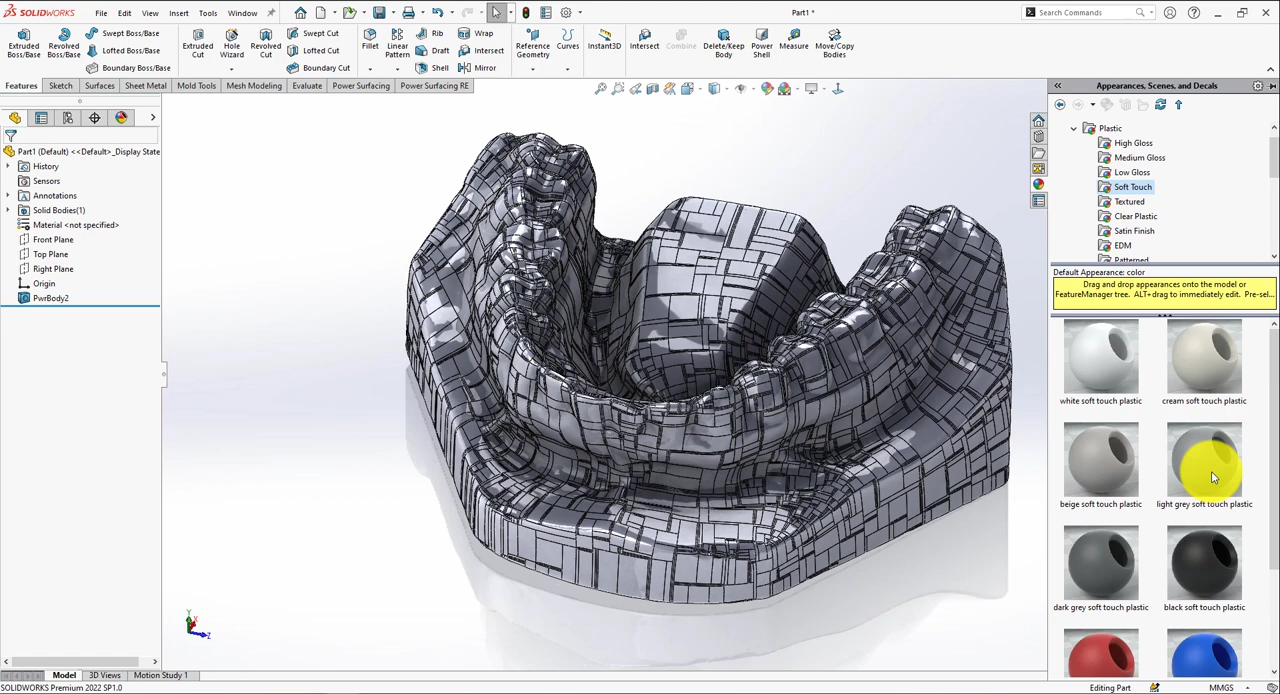 SOLIDWORKS
File
Edit
View
Insert
Tools
Window
Part1 *
Search Commands
Extruded Boss/Base
Revolved Boss/Base
Swept Boss/Base
Lofted Boss/Base
Boundary Boss/Base
Extruded Cut
Hole Wizard
Revolved Cut
Swept Cut
Lofted Cut
Boundary Cut
Fillet
Linear Pattern
Rib
Draft
Shell
Wrap
Intersect
Mirror
Reference Geometry
Curves
Instant3D
Intersect
Combine
Delete/Keep Body
Power Shell
Measure
Move/Copy Bodies
Features
Sketch
Surfaces
Sheet Metal
Mold Tools
Mesh Modeling
Evaluate
Power Surfacing
Power Surfacing RE
Part1 (Default) <<Default>_Display State
History
Sensors
Annotations
Solid Bodies(1)
Material <not specified>
Front Plane
Top Plane
Right Plane
Origin
PwrBody2
Appearances, Scenes, and Decals
Plastic
High Gloss
Medium Gloss
Low Gloss
Soft Touch
Textured
Clear Plastic
Satin Finish
EDM
Patterned
Default Appearance: color
Drag and drop appearances onto the model or
FeatureManager tree. ALT+drag to immediately edit. Pre-sel...
white soft touch plastic
cream soft touch plastic
beige soft touch plastic
light grey soft touch plastic
dark grey soft touch plastic
black soft touch plastic
Y
X
Z
Model
3D Views
Motion Study 1
SOLIDWORKS Premium 2022 SP1.0
Editing Part
MMGS